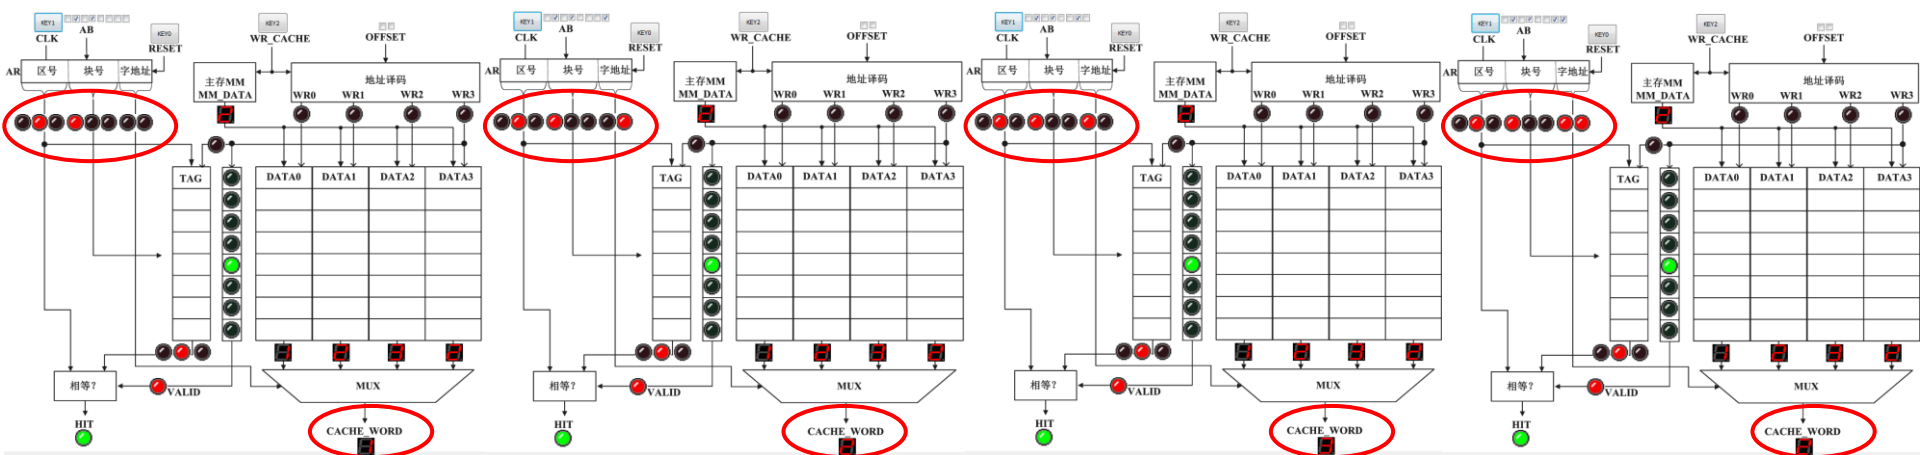 KEY1
CLK
AB
KEY2
WR_CACHE
OFFSET
KEY0
RESET
AR
区号 块号 字地址
主存MM
MM_DATA
地址译码
WR0 WR1 WR2 WR3
TAG
DATA0 DATA1 DATA2 DATA3
相等?
VALID
MUX
HIT
CACHE_WORD
KEY1
CLK
AB
KEY2
WR_CACHE
OFFSET
KEY0
RESET
AR
区号 块号 字地址
主存MM
MM_DATA
地址译码
WR0 WR1 WR2 WR3
TAG
DATA0 DATA1 DATA2 DATA3
相等?
VALID
MUX
HIT
CACHE_WORD
KEY1
CLK
AB
KEY2
WR_CACHE
OFFSET
KEY0
RESET
AR
区号 块号 字地址
主存MM
MM_DATA
地址译码
WR0 WR1 WR2 WR3
TAG
DATA0 DATA1 DATA2 DATA3
相等?
VALID
MUX
HIT
CACHE_WORD
KEY1
CLK
AB
KEY2
WR_CACHE
OFFSET
KEY0
RESET
AR
区号 块号 字地址
主存MM
MM_DATA
地址译码
WR0 WR1 WR2 WR3
TAG
DATA0 DATA1 DATA2 DATA3
相等?
VALID
MUX
HIT
CACHE_WORD